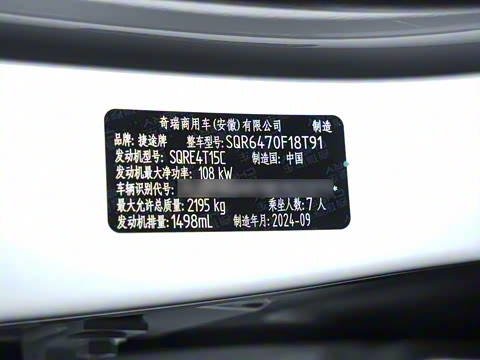 奇瑞商用车(安徽)有限公司 制造
品牌: 捷途牌 整车型号: SQR6470F18T91
发动机型号: SQRE4T15C 制造国: 中国
发动机最大净功率: 108 kW
车辆识别代号: *
最大允许总质量: 2195 kg 乘坐人数: 7 人
发动机排量: 1498mL 制造年月: 2024-09